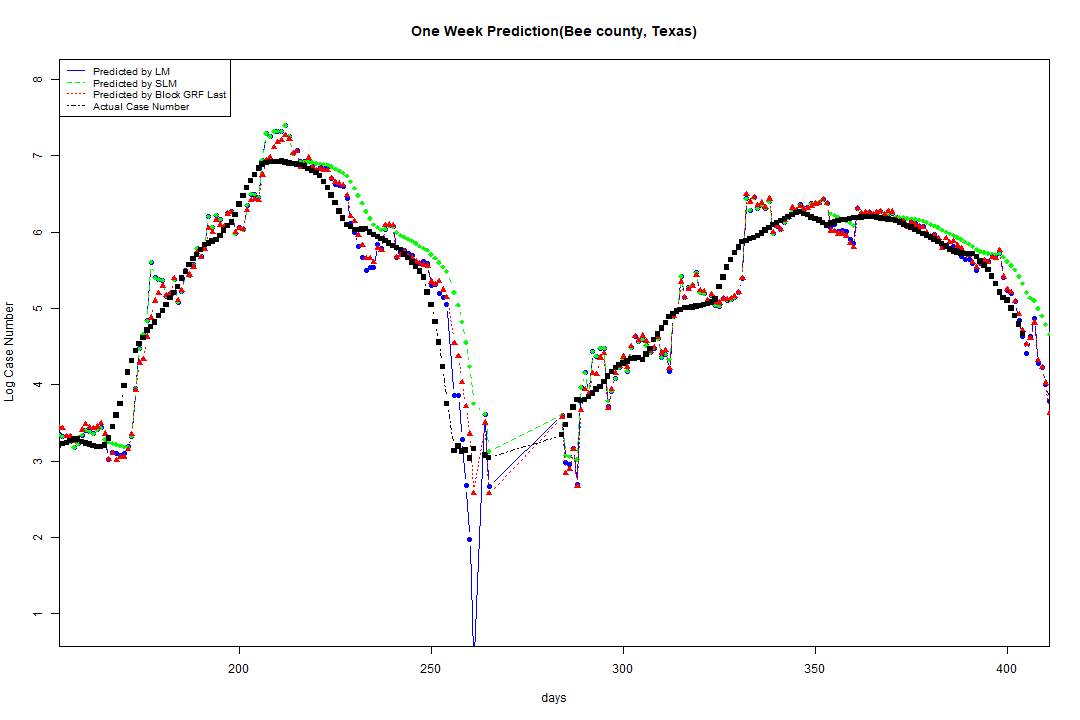 One Week Prediction(Bee county, Texas)
Predicted by LM
Predicted by SLM
Predicted by Block GRF Last
Actual Case Number
8
7
6
5
4
3
2
1
Log Case Number
200 250 300 350 400
days